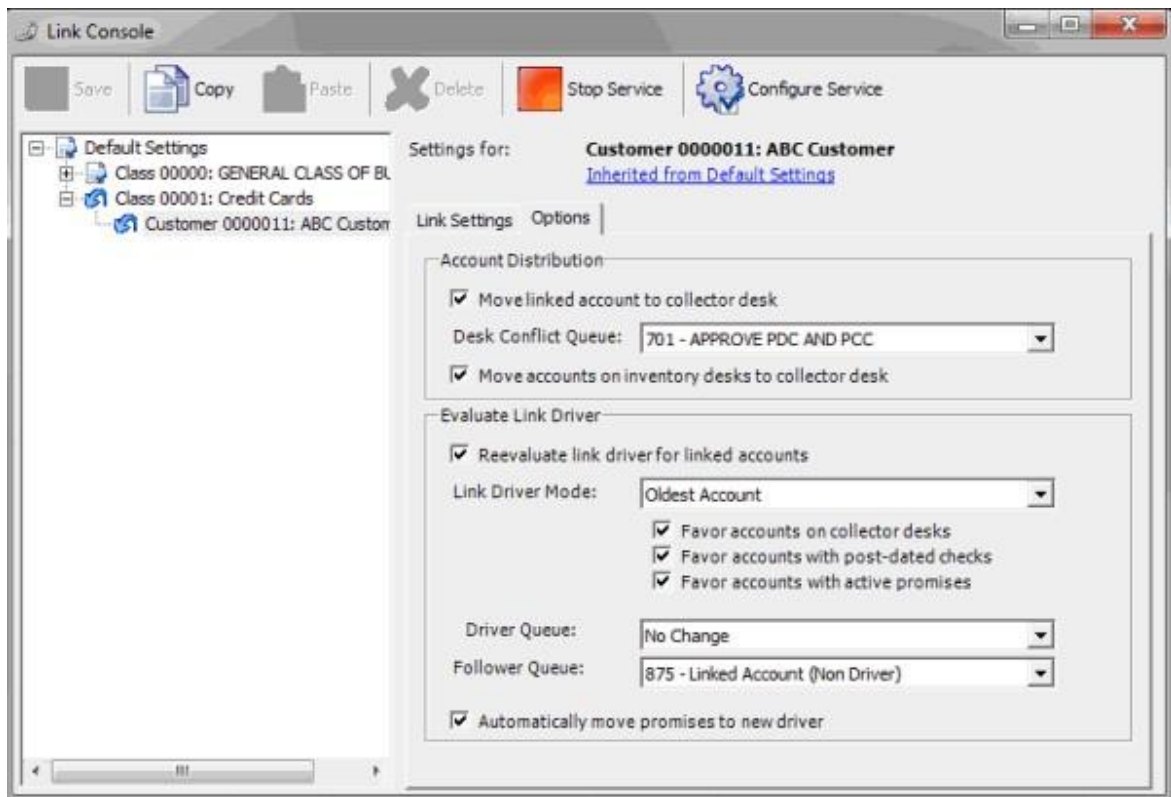 Link Console
Save Copy Paste Delete Stop Service Configure Service
Default Settings
Class 00000: GENERAL CLASS OF BU
Class 00001: Credit Cards
Customer 0000011: ABC Custom
Settings for: Customer 0000011: ABC Customer
Inherited from Default Settings
Link Settings Options
Account Distribution
Move linked account to collector desk
Desk Conflict Queue: 701 - APPROVE PDC AND PCC
Move accounts on inventory desks to collector desk
Evaluate Link Driver
Reevaluate link driver for linked accounts
Link Driver Mode: Oldest Account
Favor accounts on collector desks
Favor accounts with post-dated checks
Favor accounts with active promises
Driver Queue: No Change
Follower Queue: 875 - Linked Account (Non Driver)
Automatically move promises to new driver